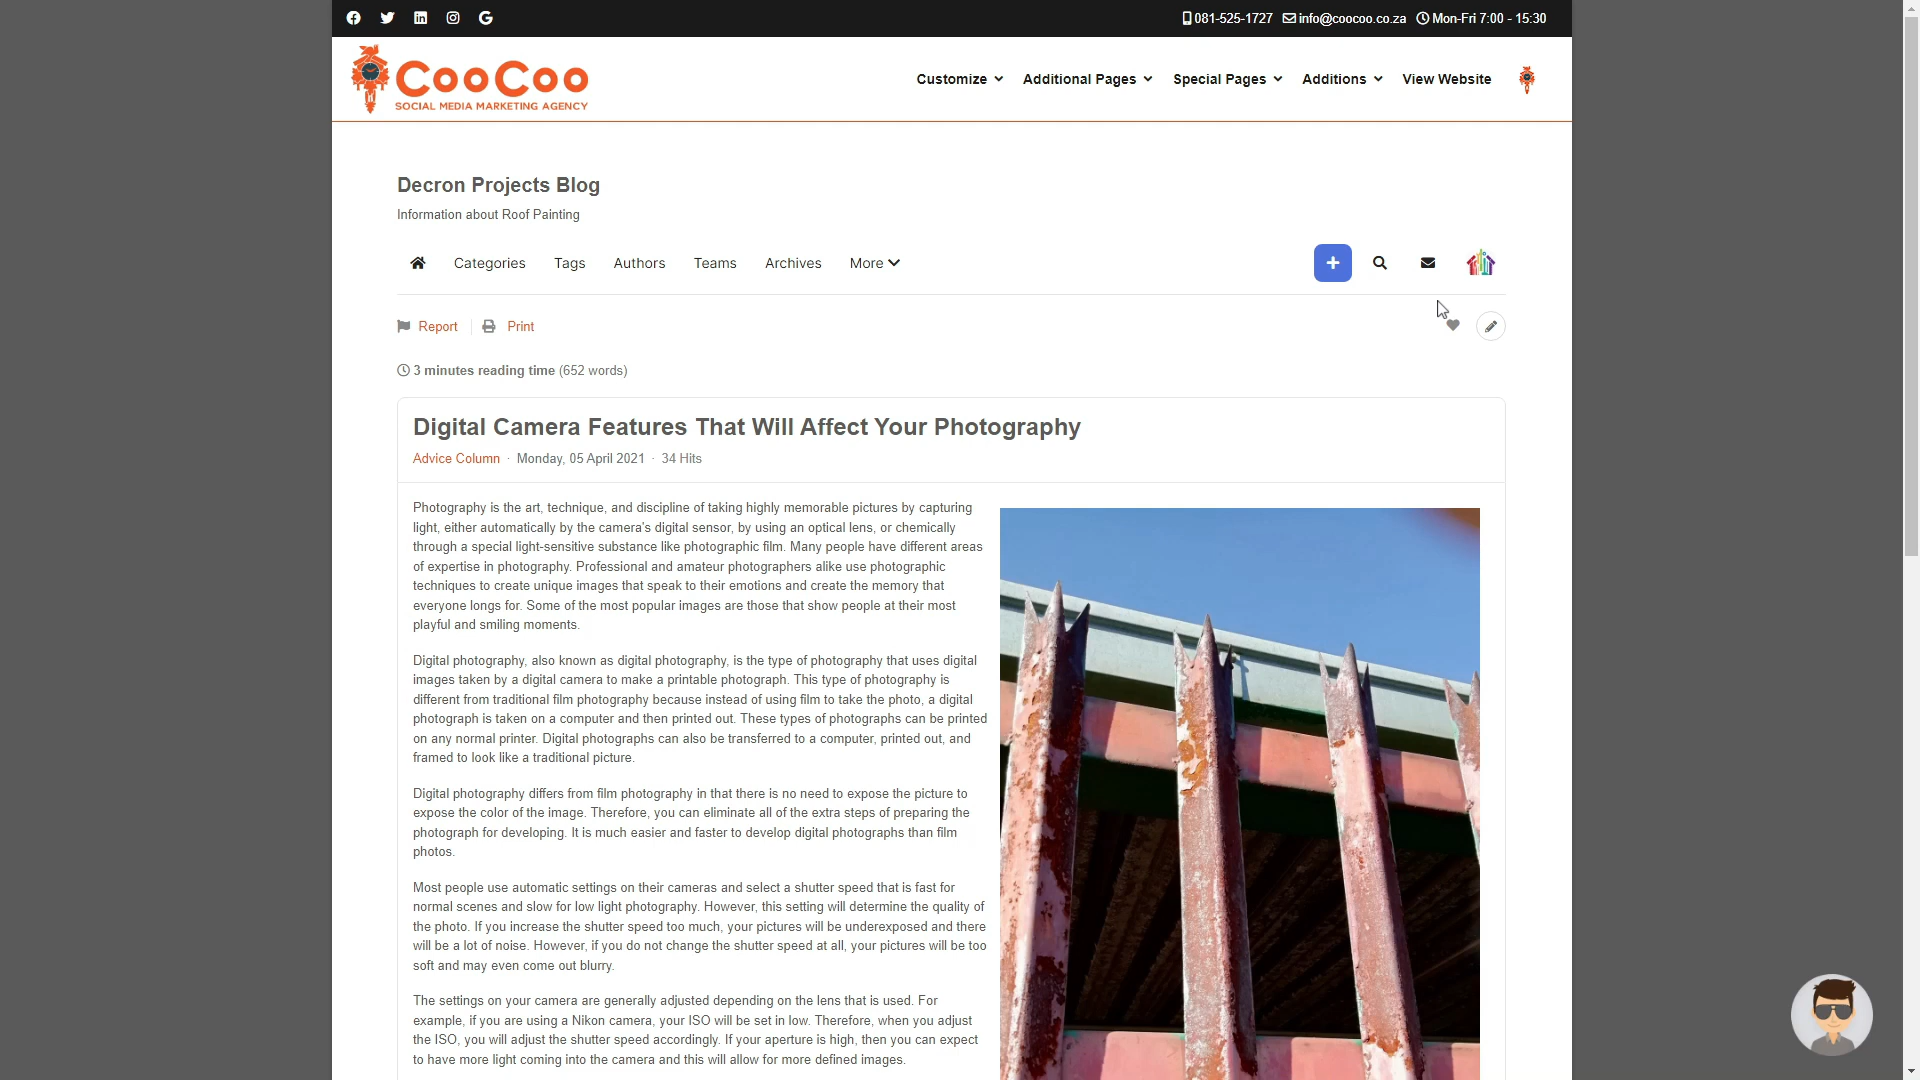 081-525-1727 info@coocoo.co.za Mon-Fri 7:00 - 15:30
CooCoo
SOCIAL MEDIA MARKETING AGENCY
Customize Additional Pages Special Pages Additions View Website
Decron Projects Blog
Information about Roof Painting
Categories Tags Authors Teams Archives More
Report Print
3 minutes reading time (652 words)
Digital Camera Features That Will Affect Your Photography
Advice Column · Monday, 05 April 2021 · 34 Hits
Photography is the art, technique, and discipline of taking highly memorable pictures by capturing
light, either automatically by the camera's digital sensor, by using an optical lens, or chemically
through a special light-sensitive substance like photographic film. Many people have different areas
of expertise in photography. Professional and amateur photographers alike use photographic
techniques to create unique images that speak to their emotions and create the memory that
everyone longs for. Some of the most popular images are those that show people at their most
playful and smiling moments.
Digital photography, also known as digital photography, is the type of photography that uses digital
images taken by a digital camera to make a printable photograph. This type of photography is
different from traditional film photography because instead of using film to take the photo, a digital
photograph is taken on a computer and then printed out. These types of photographs can be printed
on any normal printer. Digital photographs can also be transferred to a computer, printed out, and
framed to look like a traditional picture.
Digital photography differs from film photography in that there is no need to expose the picture to
expose the color of the image. Therefore, you can eliminate all of the extra steps of preparing the
photograph for developing. It is much easier and faster to develop digital photographs than film
photos.
Most people use automatic settings on their cameras and select a shutter speed that is fast for
normal scenes and slow for low light photography. However, this setting will determine the quality of
the photo. If you increase the shutter speed too much, your pictures will be underexposed and there
will be a lot of noise. However, if you do not change the shutter speed at all, your pictures will be too
soft and may even come out blurry.
The settings on your camera are generally adjusted depending on the lens that is used. For
example, if you are using a Nikon camera, your ISO will be set in low. Therefore, when you adjust
the ISO, you will adjust the shutter speed accordingly. If your aperture is high, then you can expect
to have more light coming into the camera and this will allow for more defined images.